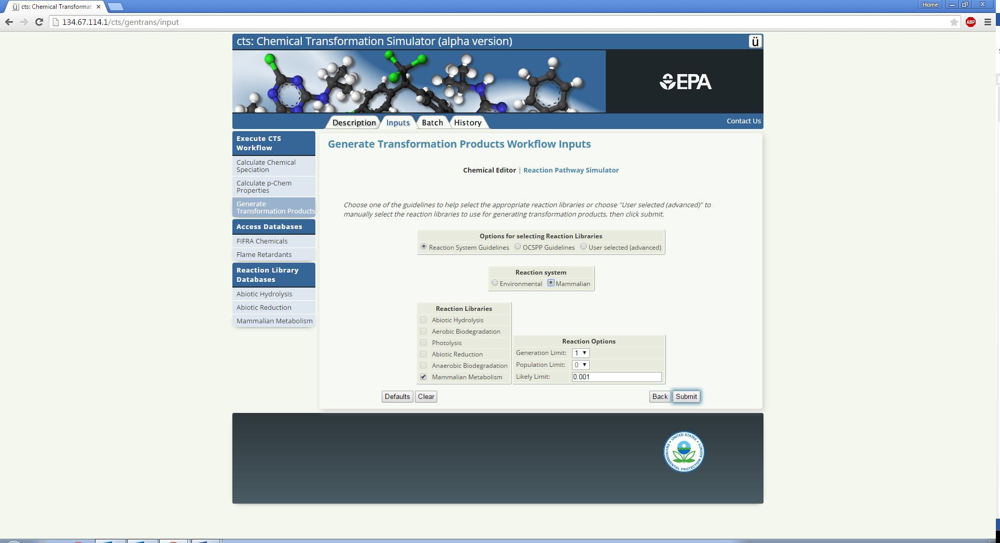 cts: Chemical Transformat
Home
134.67.114.1/cts/gentrans/input
ABP
cts: Chemical Transformation Simulator (alpha version)
ü
EPA
Description Inputs Batch History
Contact Us
Execute CTS
Workflow
Calculate Chemical
Speciation
Calculate p-Chem
Properties
Generate
Transformation Products
Access Databases
FIFRA Chemicals
Flame Retardants
Reaction Library
Databases
Abiotic Hydrolysis
Abiotic Reduction
Mammalian Metabolism
Generate Transformation Products Workflow Inputs
Chemical Editor | Reaction Pathway Simulator
Choose one of the guidelines to help select the appropriate reaction libraries or choose "User selected (advanced)" to
manually select the reaction libraries to use for generating transformation products, then click submit.
Options for selecting Reaction Libraries
Reaction System Guidelines OCSPP Guidelines User selected (advanced)
Reaction system
Environmental Mammalian
Reaction Libraries
Abiotic Hydrolysis
Aerobic Biodegradation
Photolysis
Abiotic Reduction
Anaerobic Biodegradation
Mammalian Metabolism
Reaction Options
Generation Limit: 1
Population Limit: 0
Likely Limit: 0.001
Defaults Clear
Back Submit
UNITED STATES
ENVIRONMENTAL PROTECTION AGENCY